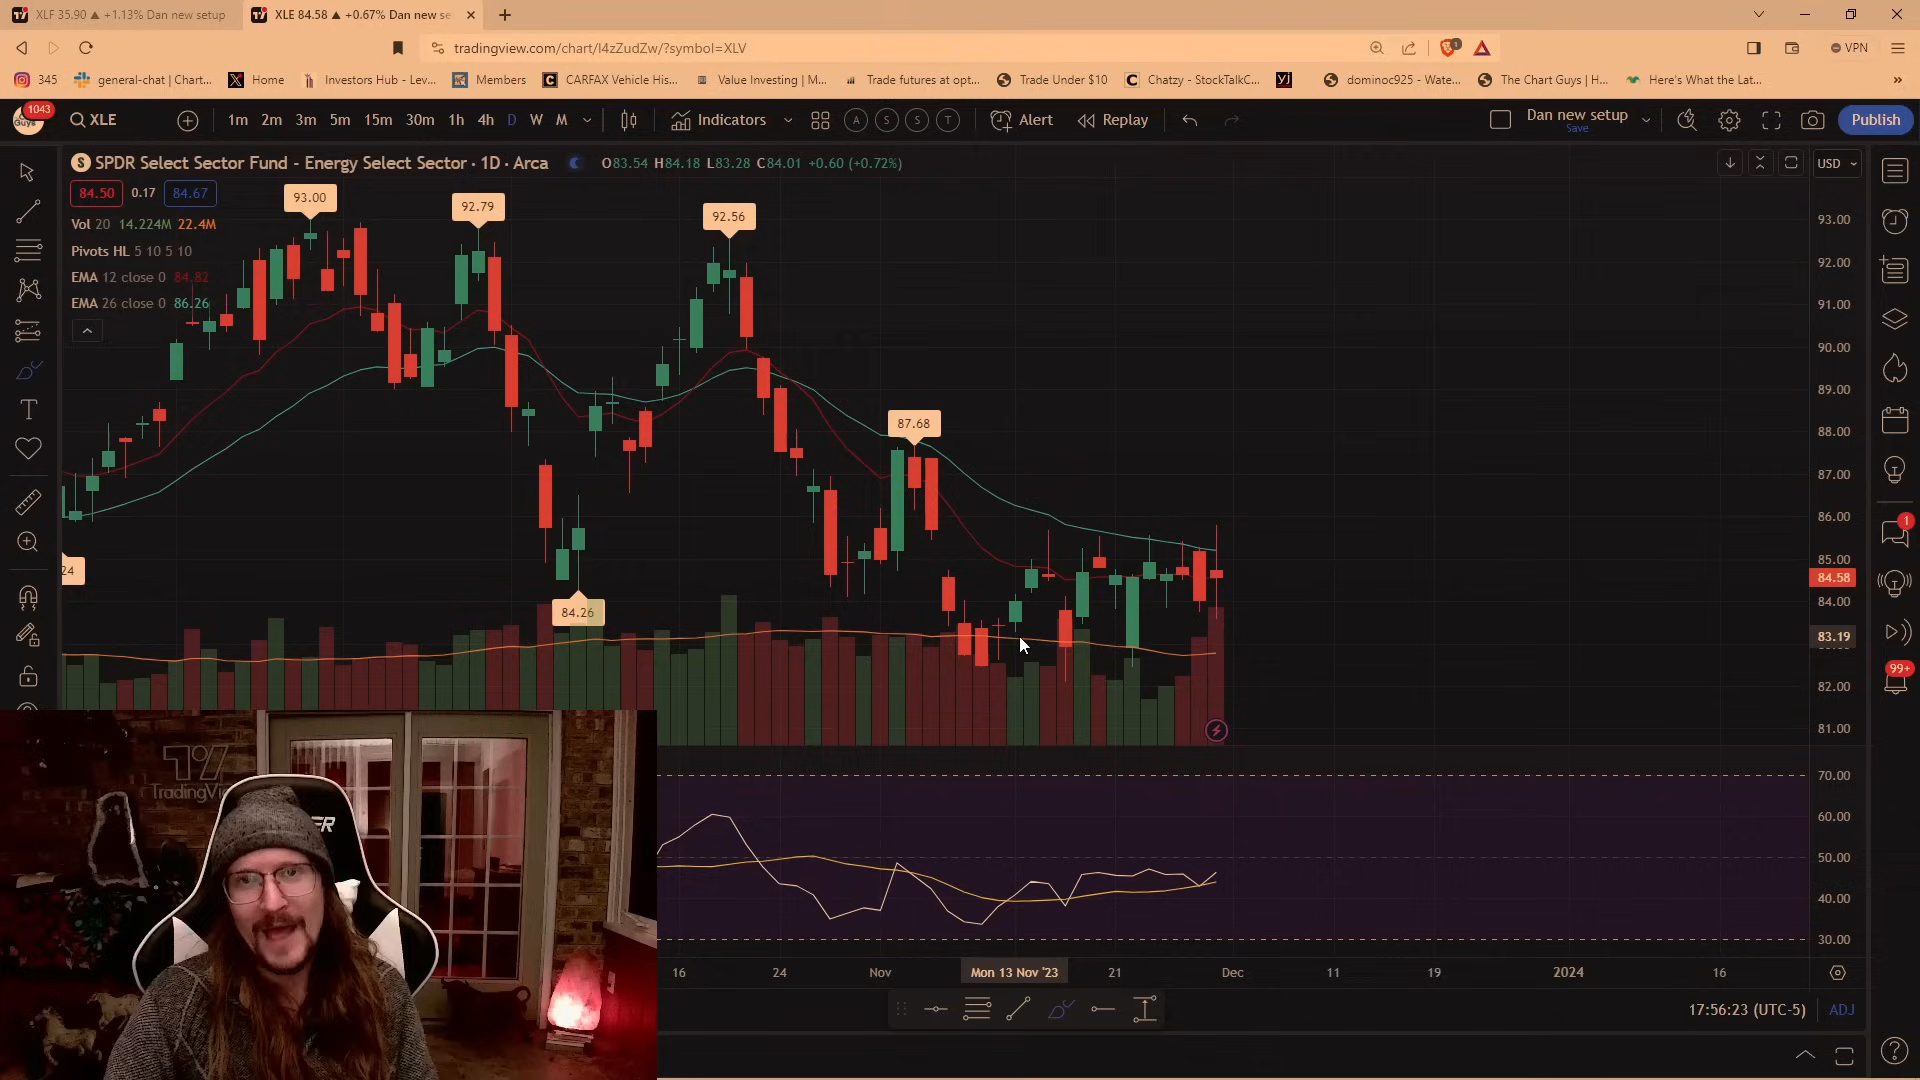 XLF 35.90 ▲ +1.13% Dan new setup
XLE 84.58 ▲ +0.67% Dan new se
tradingview.com/chart/I4zZudZw/?symbol=XLV
1
VPN
345
general-chat | Chart...
Home
Investors Hub - Lev...
Members
CARFAX Vehicle His...
Value Investing | M...
Trade futures at opt...
Trade Under $10
Chatzy - StockTalkC...
yj
dominoc925 - Wate...
The Chart Guys | H...
Here's What the Lat...
1043
Guys
XLE
1m 2m 3m 5m 15m 30m 1h 4h D W M
Indicators
A S S T
Alert
Replay
Dan new setup
Save
Publish
SPDR Select Sector Fund - Energy Select Sector · 1D · Arca
O83.54 H84.18 L83.28 C84.01 +0.60 (+0.72%)
USD
84.50 0.17 84.67
Vol 20 14.224M 22.4M
Pivots HL 5 10 5 10
EMA 12 close 0 84.82
EMA 26 close 0 86.26
93.00
92.79
92.56
87.68
84.26
24
93.00
92.00
91.00
90.00
89.00
88.00
87.00
86.00
85.00
84.58
84.00
83.19
82.00
81.00
70.00
60.00
50.00
40.00
30.00
1
99+
16 24 Nov Mon 13 Nov '23 21 Dec 11 19 2024 16
17:56:23 (UTC-5)
ADJ
TradingVi